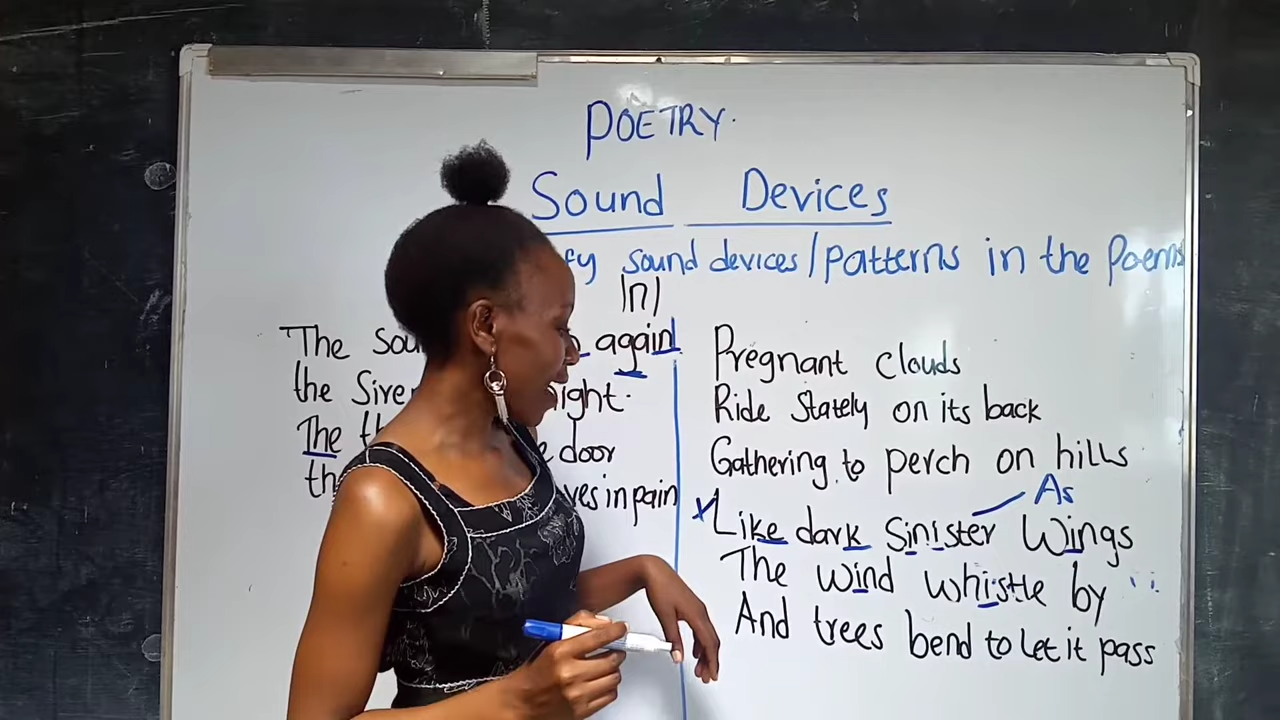 POETRY.
Sound Devices
fy sound devices/patterns in the Poems
/n/
The Sou again
the Sire ight.
The th e door
th ves in pain
Pregnant clouds
Ride Stately on its back
Gathering to perch on hills
As
Like dark Sinister Wings
The wind whistle by
And trees bend to let it pass